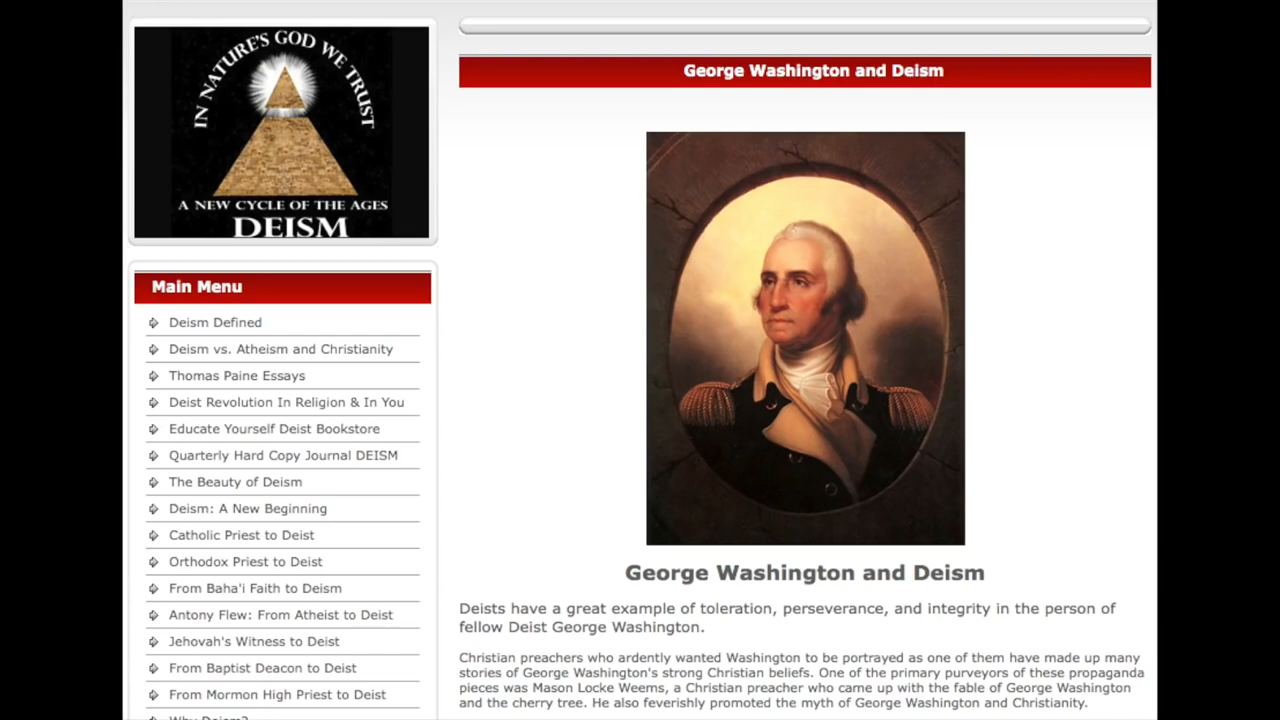 IN NATURE'S GOD WE TRUST
A NEW CYCLE OF THE AGES
DEISM
Main Menu
Deism Defined
Deism vs. Atheism and Christianity
Thomas Paine Essays
Deist Revolution In Religion & In You
Educate Yourself Deist Bookstore
Quarterly Hard Copy Journal DEISM
The Beauty of Deism
Deism: A New Beginning
Catholic Priest to Deist
Orthodox Priest to Deist
From Baha'i Faith to Deism
Antony Flew: From Atheist to Deist
Jehovah's Witness to Deist
From Baptist Deacon to Deist
From Mormon High Priest to Deist
Why Deism?
George Washington and Deism
George Washington and Deism
Deists have a great example of toleration, perseverance, and integrity in the person of
fellow Deist George Washington.
Christian preachers who ardently wanted Washington to be portrayed as one of them have made up many
stories of George Washington's strong Christian beliefs. One of the primary purveyors of these propaganda
pieces was Mason Locke Weems, a Christian preacher who came up with the fable of George Washington
and the cherry tree. He also feverishly promoted the myth of George Washington and Christianity.